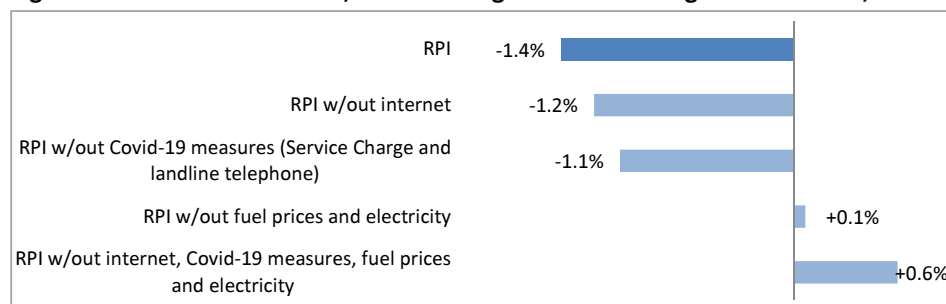 RPI
-1.4%
RPI w/out internet
-1.2%
RPI w/out Covid-19 measures (Service Charge and
landline telephone)
-1.1%
RPI w/out fuel prices and electricity
+0.1%
RPI w/out internet, Covid-19 measures, fuel prices
and electricity
+0.6%